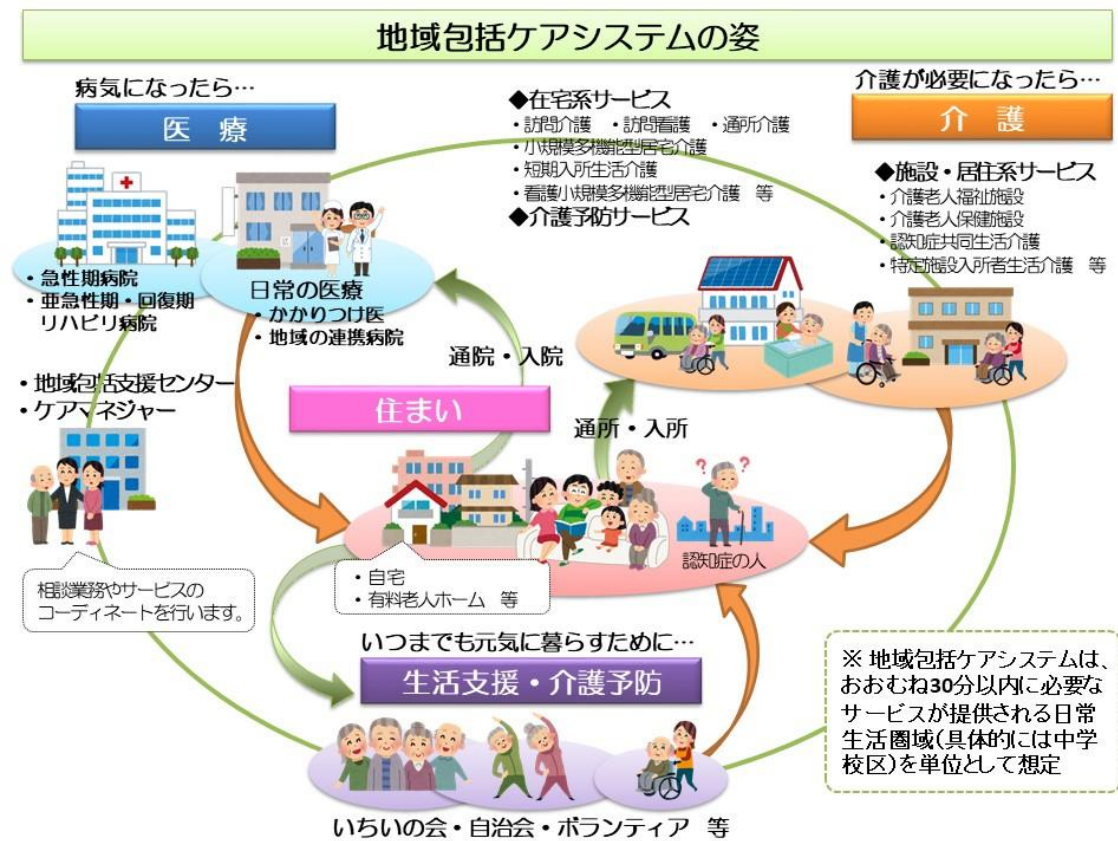 地域包括ケアシステムの姿
病気になったら…
医 療
・急性期病院
・亜急性期・回復期
リハビリ病院
日常の医療
・かかりつけ医
・地域の連携病院
◆在宅系サービス
・訪問介護 ・訪問看護 ・通所介護
・小規模多機能型居宅介護
・短期入所生活介護
・看護小規模多機能型居宅介護 等
◆介護予防サービス
介護が必要になったら…
介 護
◆施設・居住系サービス
・介護老人福祉施設
・介護老人保健施設
・認知症共同生活介護
・特定施設入所者生活介護 等
通院・入院
・地域包括支援センター
・ケアマネジャー
相談業務やサービスの
コーディネートを行います。
住まい
通所・入所
??
認知症の人
・自宅
・有料老人ホーム 等
いつまでも元気に暮らすために…
生活支援・介護予防
いちいの会・自治会・ボランティア 等
※ 地域包括ケアシステムは、
おおむね30分以内に必要な
サービスが提供される日常
生活圏域(具体的には中学
校区)を単位として想定